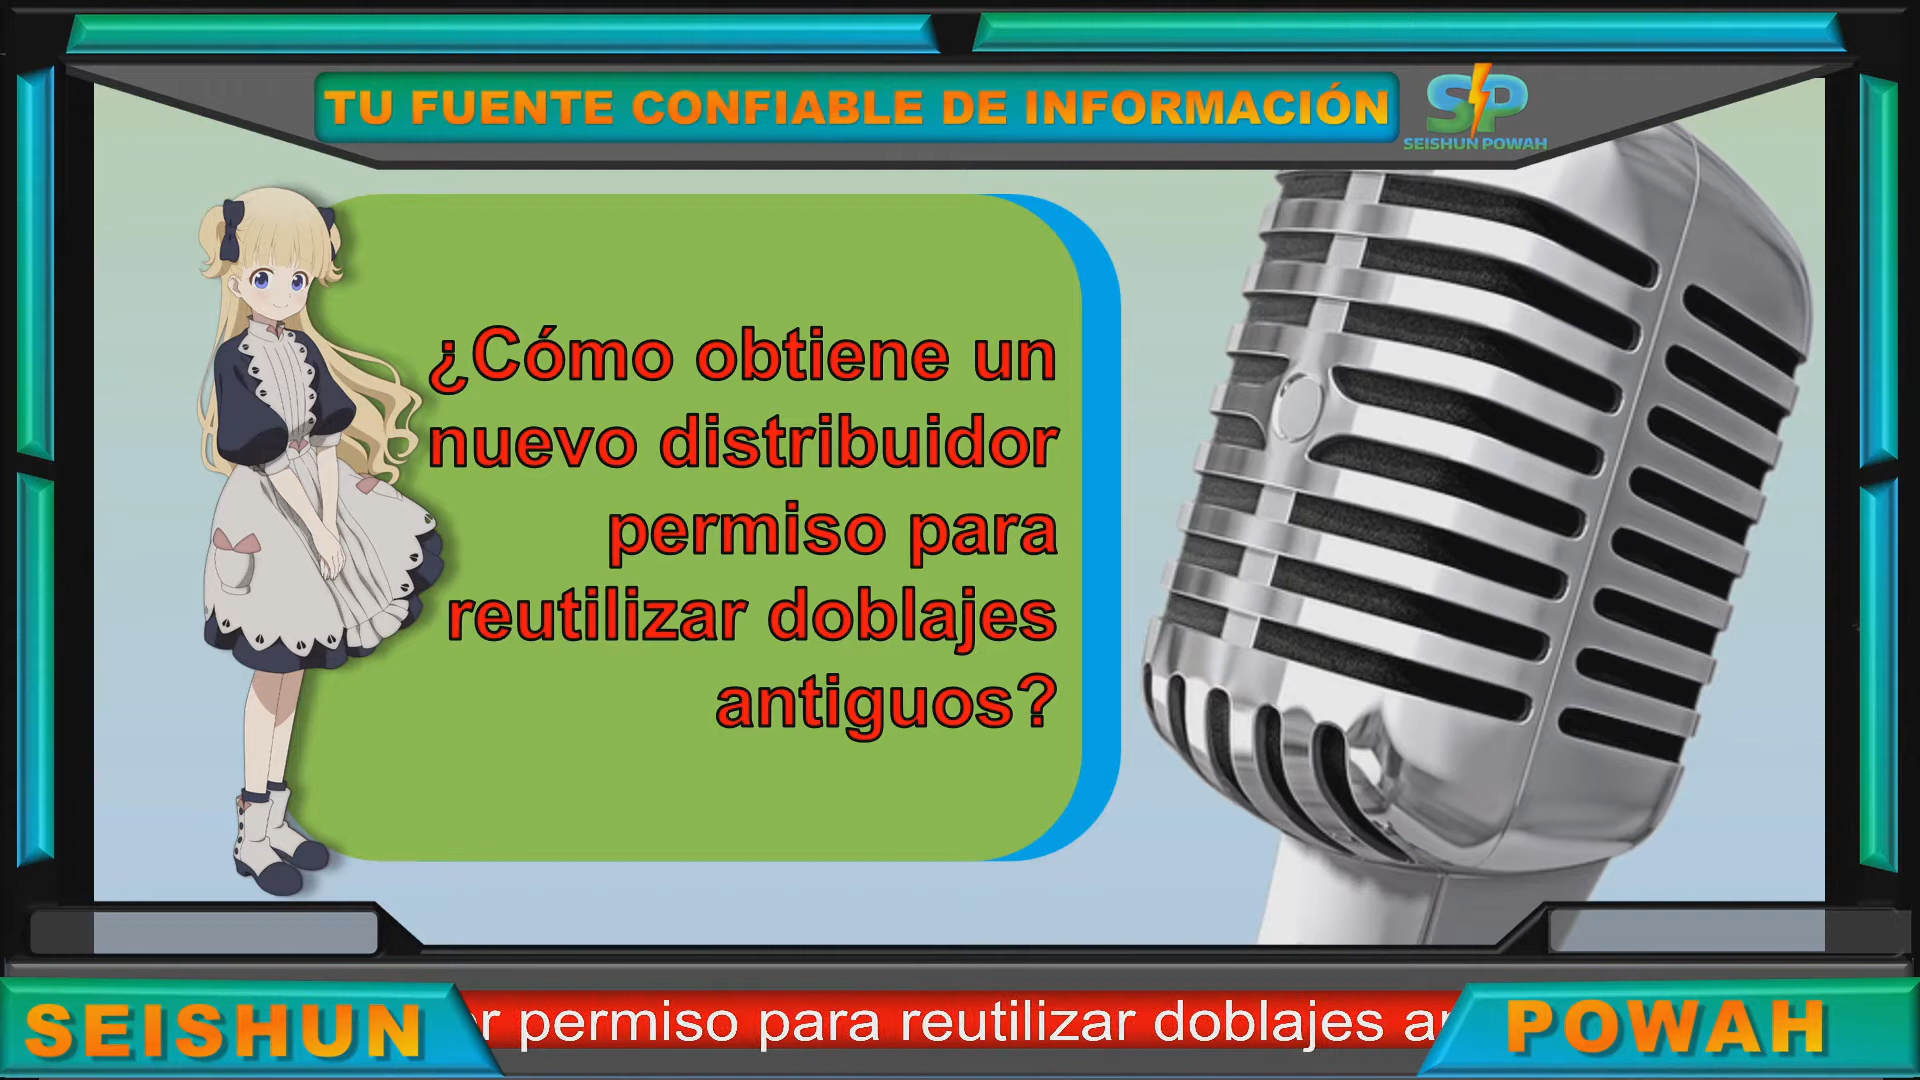 TU FUENTE CONFIABLE DE INFORMACIÓN
SP
SEISHUN POWAH
¿Cómo obtiene un
nuevo distribuidor
permiso para
reutilizar doblajes
antiguos?
SEISHUN
permiso para reutilizar doblajes
POWAH